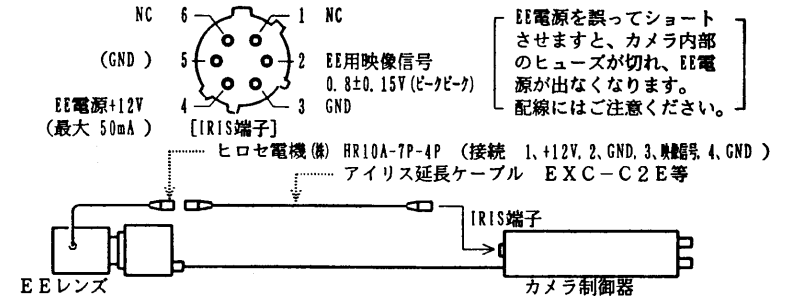 NC 6 1 NC
(GND ) 5 2 EE用映像信号
0.8±0.15V(ピークピーク)
EE電源+12V 4 3 GND
(最大 50mA ) [IRIS端子]
EE電源を誤ってショート
させますと、カメラ内部
のヒューズが切れ、EE電
源が出なくなります。
配線にはご注意ください。
ヒロセ電機(株) HR10A-7P-4P (接続 1、+12V, 2、GND, 3、映像信号, 4、GND )
アイリス延長ケーブル EXC-C2E等
IRIS端子
EEレンズ
カメラ制御器